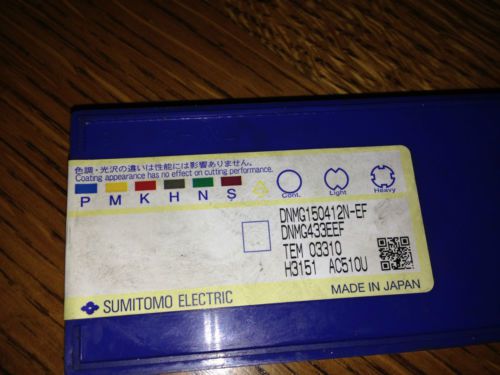 色調・光沢の違いは性能には影響ありません。
Coating appearance has no effect on cutting performance.
P M K H N S Cont. Light Heavy
DNMG150412N-EF
DNMG433EEF
TEM 03310
H3151 AC510U
SUMITOMO ELECTRIC
MADE IN JAPAN